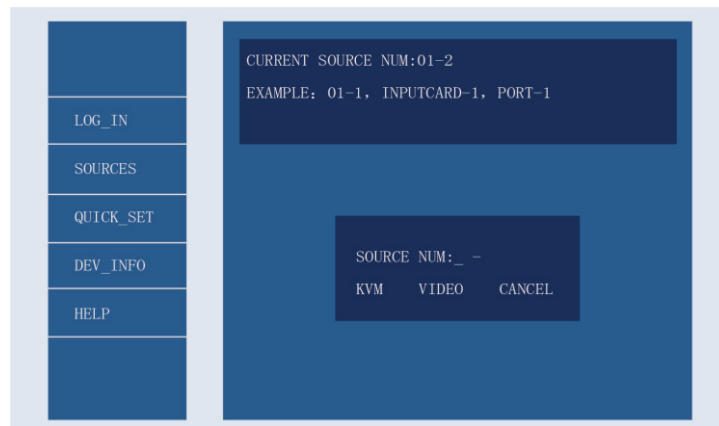 LOG_IN
SOURCES
QUICK_SET
DEV_INFO
HELP
CURRENT SOURCE NUM:01-2
EXAMPLE: 01-1, INPUTCARD-1, PORT-1
SOURCE NUM:_ -
KVM VIDEO CANCEL